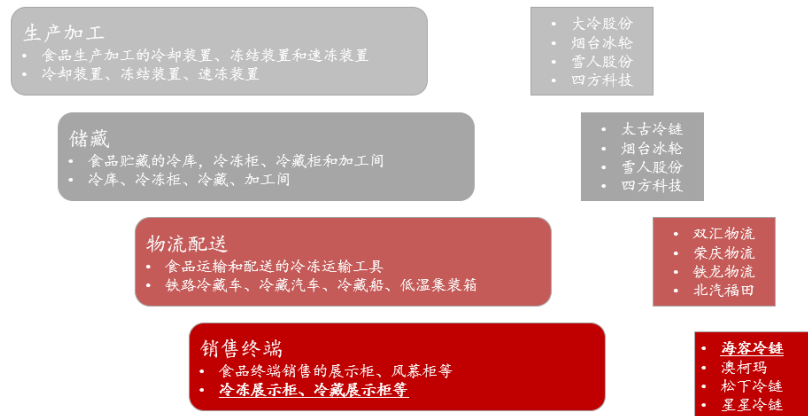 生产加工
• 食品生产加工的冷却装置、冻结装置和速冻装置
• 冷却装置、冻结装置、速冻装置
• 大冷股份
• 烟台冰轮
• 雪人股份
• 四方科技
储藏
• 食品贮藏的冷库，冷冻柜、冷藏柜和加工间
• 冷库、冷冻柜、冷藏、加工间
• 太古冷链
• 烟台冰轮
• 雪人股份
• 四方科技
物流配送
• 食品运输和配送的冷冻运输工具
• 铁路冷藏车、冷藏汽车、冷藏船、低温集装箱
• 双汇物流
• 荣庆物流
• 铁龙物流
• 北汽福田
销售终端
• 食品终端销售的展示柜、风幕柜等
• 冷冻展示柜、冷藏展示柜等
• 海容冷链
• 澳柯玛
• 松下冷链
• 星星冷链